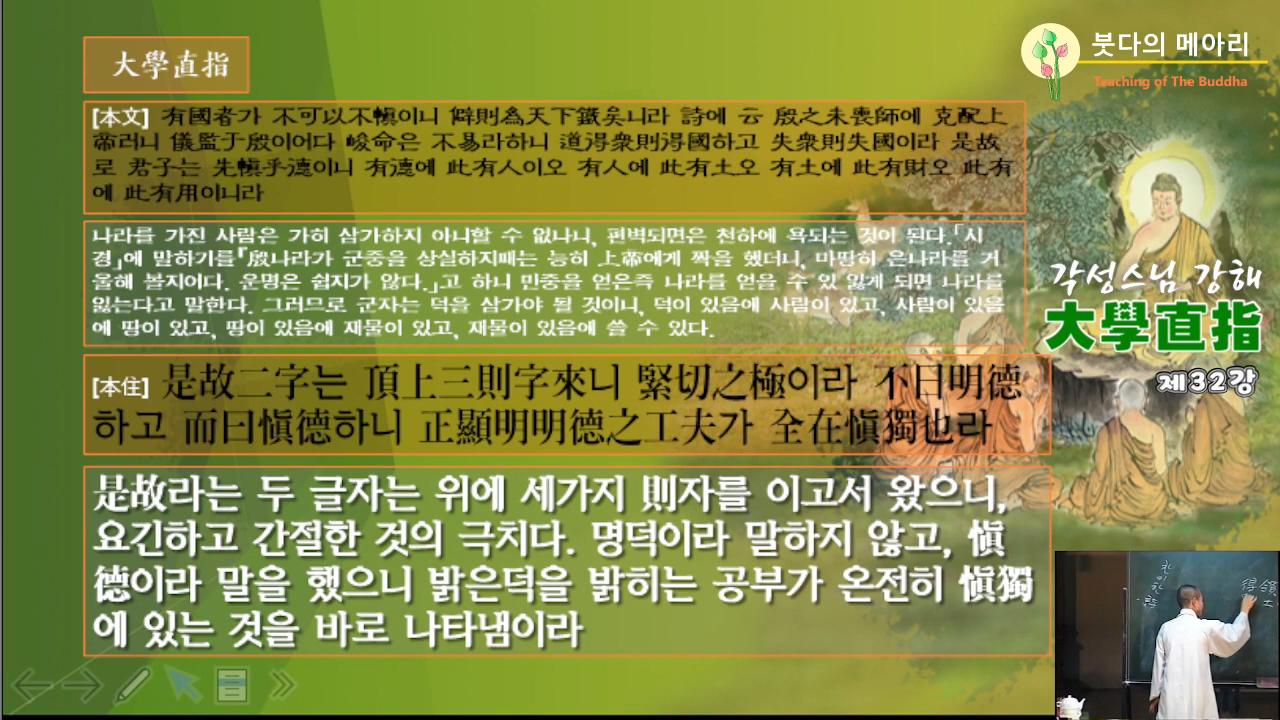 大學直指
붓다의 메아리
Teaching of The Buddha
[本文] 有國者가 不可以不愼이니 僻則為天下䥫矣니라 詩에 云 殷之未喪師에 克配上
帝러니 儀監于殷이어다 峻命은 不易라하니 道得衆則得國하고 失衆則失國이라 是故
로 君子는 先愼乎德이니 有德에 此有人이오 有人에 此有土오 有土에 此有財오 此有
에 此有用이니라
나라를 가진 사람은 가히 삼가하지 아니할 수 없나니, 편벽되면은 천하에 욕되는 것이 된다.「시
경」에 말하기를『殷나라가 군중을 상실하지때는 능히 上帝에게 짝을 했더니, 마땅히 은나라를 거
울해 볼지어다. 운명은 쉽지가 않다.」고 하니 민중을 얻은즉 나라를 얻을 수 있 잃게 되면 나라를
잃는다고 말한다. 그러므로 군자는 덕을 삼가야 될 것이니, 덕이 있음에 사람이 있고, 사람이 있음
에 땅이 있고, 땅이 있음에 재물이 있고, 재물이 있음에 쓸 수 있다.
[本住] 是故二字는 頂上三則字來니 緊切之極이라 不曰明德
하고 而曰愼德하니 正顯明明德之工夫가 全在愼獨也라
是故라는 두 글자는 위에 세가지 則자를 이고서 왔으니,
요긴하고 간절한 것의 극치다. 명덕이라 말하지 않고, 愼
德이라 말을 했으니 밝은덕을 밝히는 공부가 온전히 愼獨
에 있는 것을 바로 나타냄이라
각성스님 강해
大學直指
제32강
得領